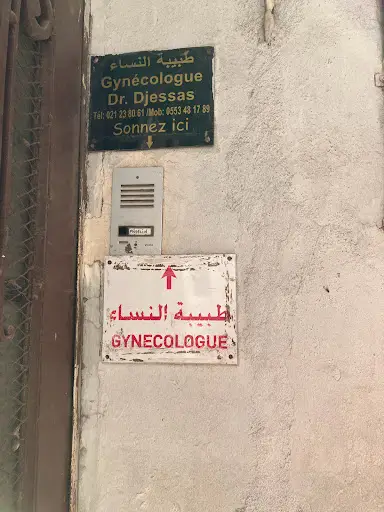 طبيبة النساء
Gynécologue
Dr. Djessas
Tél: 021 23 80 61 /Mob: 0553 48 17 89
Sonnez ici
طبيبة النساء
GYNECOLOGUE